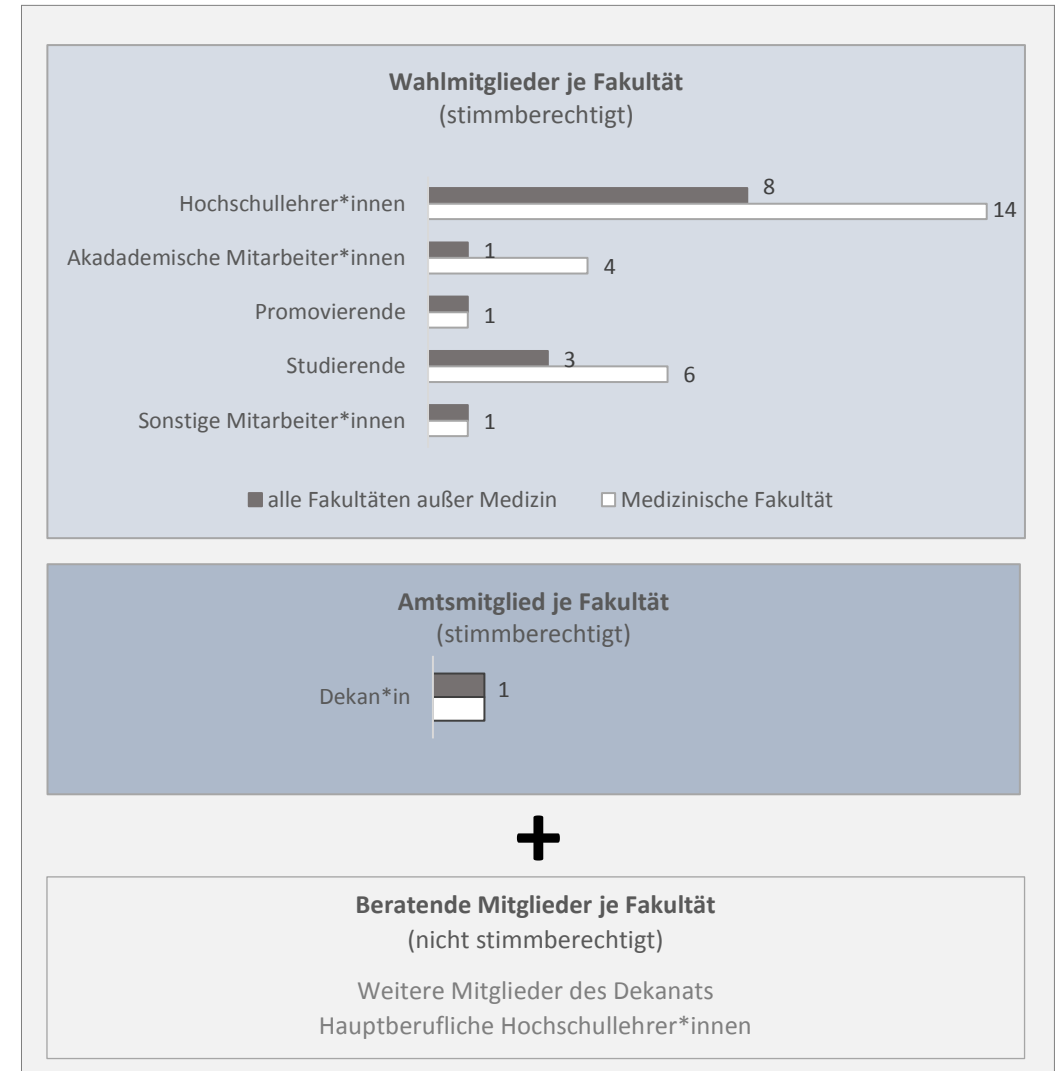 Wahlmitglieder je Fakultät
(stimmberechtigt)
Hochschullehrer*innen
8
14
Akadademische Mitarbeiter*innen
1
4
Promovierende
1
Studierende
3
6
Sonstige Mitarbeiter*innen
1
alle Fakultäten außer Medizin
Medizinische Fakultät
Amtsmitglied je Fakultät
(stimmberechtigt)
Dekan*in
1
+
Beratende Mitglieder je Fakultät
(nicht stimmberechtigt)
Weitere Mitglieder des Dekanats
Hauptberufliche Hochschullehrer*innen